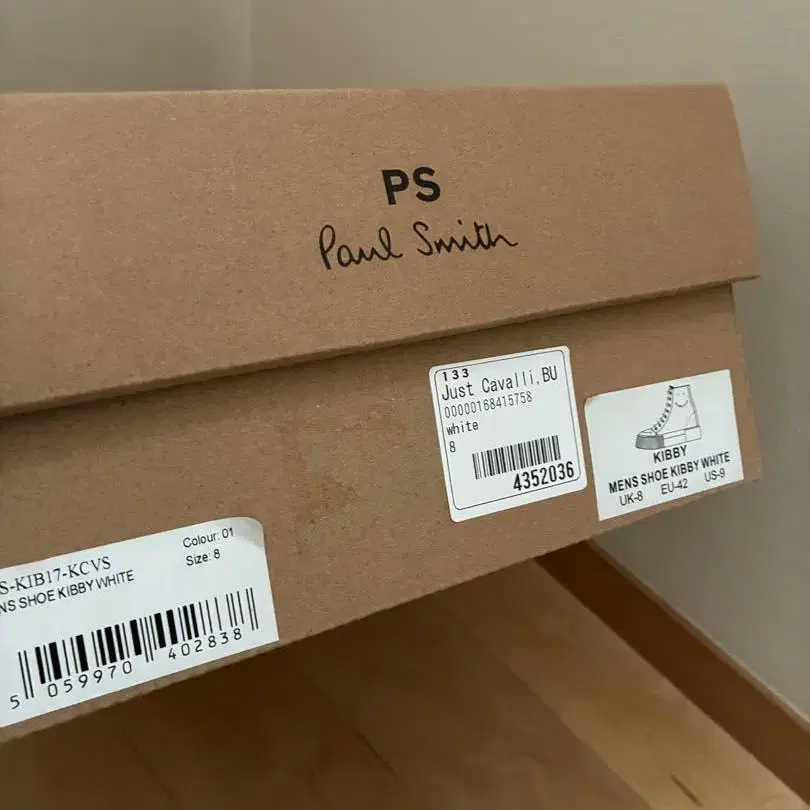 PS
Paul Smith
133
Just Cavalli,BU
00000168415758
white
8
4352036
KIBBY
MENS SHOE KIBBY WHITE
UK-8 EU-42 US-9
S-KIB17-KCVS
Colour: 01
NS SHOE KIBBY WHITE
Size: 8
5 059970 402838